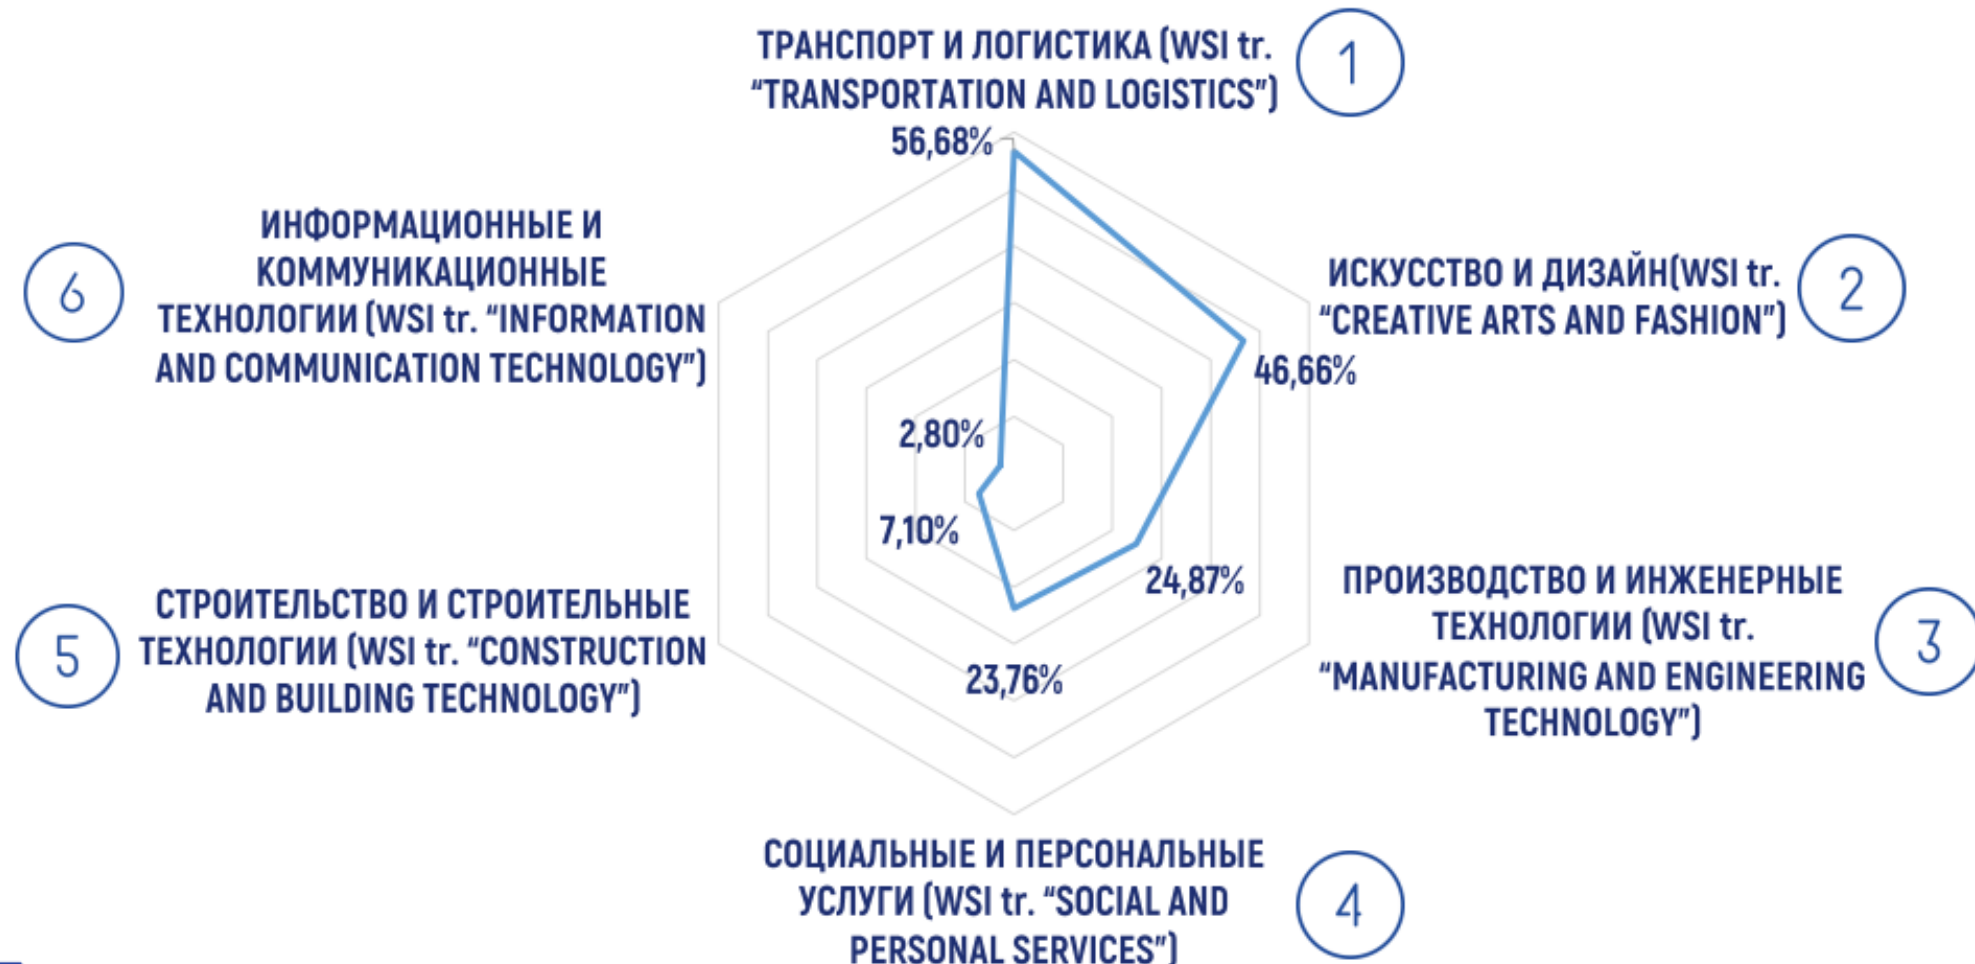 ТРАНСПОРТ И ЛОГИСТИКА (WSI tr.
“TRANSPORTATION AND LOGISTICS”)
1
56,68%
ИСКУССТВО И ДИЗАЙН(WSI tr.
“CREATIVE ARTS AND FASHION”)
2
46,66%
ПРОИЗВОДСТВО И ИНЖЕНЕРНЫЕ
ТЕХНОЛОГИИ (WSI tr.
“MANUFACTURING AND ENGINEERING
TECHNOLOGY”)
3
24,87%
СОЦИАЛЬНЫЕ И ПЕРСОНАЛЬНЫЕ
УСЛУГИ (WSI tr. “SOCIAL AND
PERSONAL SERVICES”)
4
23,76%
СТРОИТЕЛЬСТВО И СТРОИТЕЛЬНЫЕ
ТЕХНОЛОГИИ (WSI tr. “CONSTRUCTION
AND BUILDING TECHNOLOGY”)
5
7,10%
ИНФОРМАЦИОННЫЕ И
КОММУНИКАЦИОННЫЕ
ТЕХНОЛОГИИ (WSI tr. “INFORMATION
AND COMMUNICATION TECHNOLOGY”)
6
2,80%